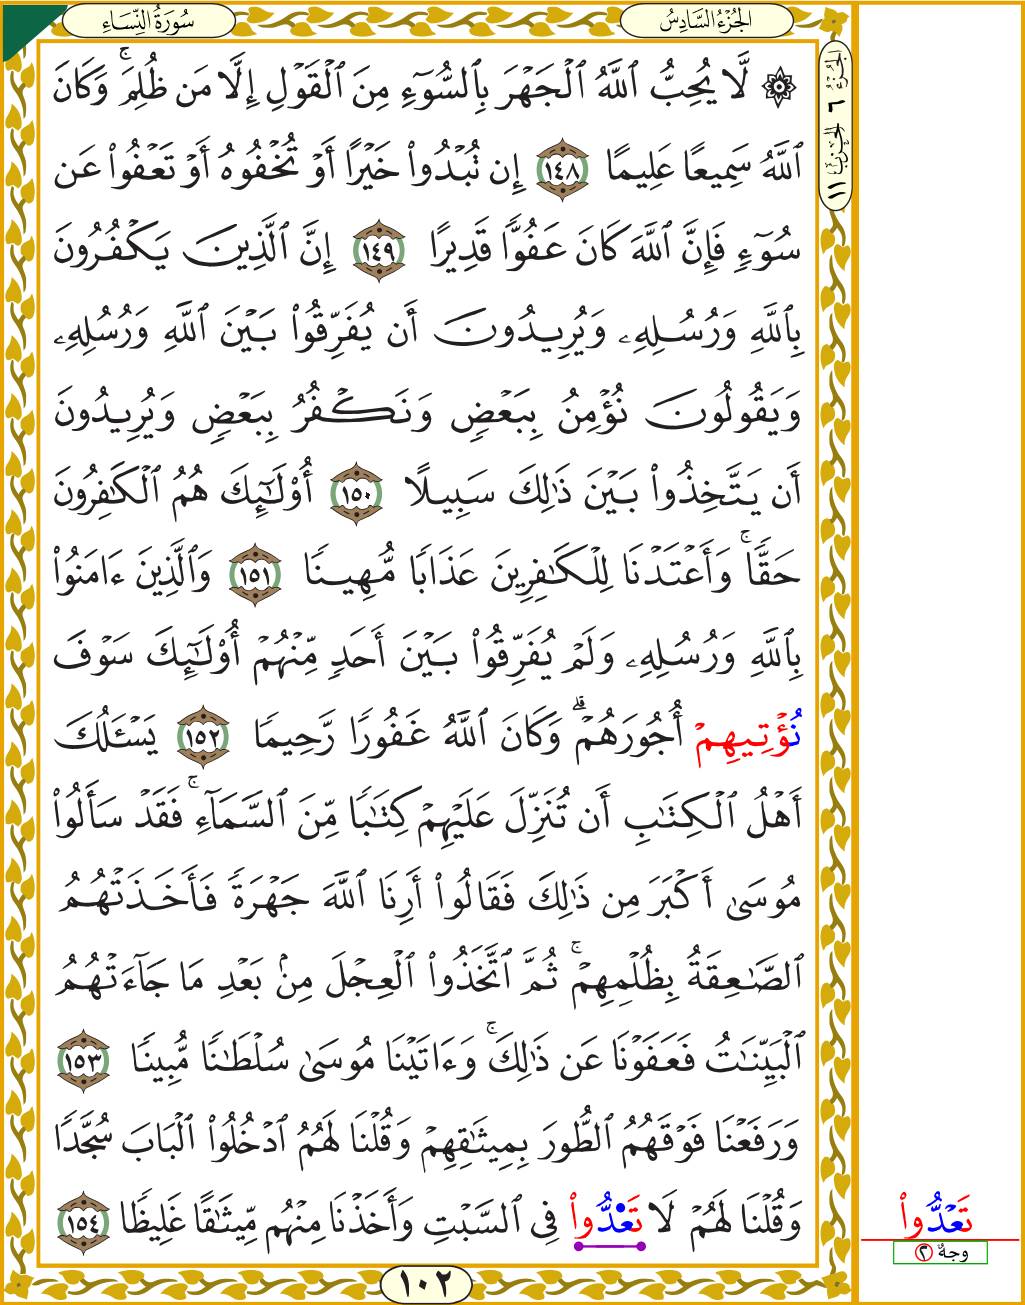 سُورَةُ النِّسَاءِ
الجُزْءُ السَّادِسُ
الجُزْءُ ٦ الحِزْبُ ١١
۞ لَّا يُحِبُّ ٱللَّهُ ٱلْجَهْرَ بِٱلسُّوٓءِ مِنَ ٱلْقَوْلِ إِلَّا مَن ظُلِمَۚ وَكَانَ
ٱللَّهُ سَمِيعًا عَلِيمًا ١٤٨ إِن تُبْدُوا۟ خَيْرًا أَوْ تُخْفُوهُ أَوْ تَعْفُوا۟ عَن
سُوٓءٍ فَإِنَّ ٱللَّهَ كَانَ عَفُوًّا قَدِيرًا ١٤٩ إِنَّ ٱلَّذِينَ يَكْفُرُونَ
بِٱللَّهِ وَرُسُلِهِۦ وَيُرِيدُونَ أَن يُفَرِّقُوا۟ بَيْنَ ٱللَّهِ وَرُسُلِهِۦ
وَيَقُولُونَ نُؤْمِنُ بِبَعْضٍ وَنَكْفُرُ بِبَعْضٍ وَيُرِيدُونَ
أَن يَتَّخِذُوا۟ بَيْنَ ذَٰلِكَ سَبِيلًا ١٥٠ أُو۟لَـٰٓئِكَ هُمُ ٱلْكَـٰفِرُونَ
حَقًّاۚ وَأَعْتَدْنَا لِلْكَـٰفِرِينَ عَذَابًا مُّهِينًا ١٥١ وَٱلَّذِينَ ءَامَنُوا۟
بِٱللَّهِ وَرُسُلِهِۦ وَلَمْ يُفَرِّقُوا۟ بَيْنَ أَحَدٍ مِّنْهُمْ أُو۟لَـٰٓئِكَ سَوْفَ
نُؤْتِيهِمْ أُجُورَهُمْۗ وَكَانَ ٱللَّهُ غَفُورًا رَّحِيمًا ١٥٢ يَسْـَٔلُكَ
أَهْلُ ٱلْكِتَـٰبِ أَن تُنَزِّلَ عَلَيْهِمْ كِتَـٰبًا مِّنَ ٱلسَّمَآءِۚ فَقَدْ سَأَلُوا۟
مُوسَىٰٓ أَكْبَرَ مِن ذَٰلِكَ فَقَالُوٓا۟ أَرِنَا ٱللَّهَ جَهْرَةً فَأَخَذَتْهُمُ
ٱلصَّـٰعِقَةُ بِظُلْمِهِمْۚ ثُمَّ ٱتَّخَذُوا۟ ٱلْعِجْلَ مِنۢ بَعْدِ مَا جَآءَتْهُمُ
ٱلْبَيِّنَـٰتُ فَعَفَوْنَا عَن ذَٰلِكَۚ وَءَاتَيْنَا مُوسَىٰ سُلْطَـٰنًا مُّبِينًا ١٥٣
وَرَفَعْنَا فَوْقَهُمُ ٱلطُّورَ بِمِيثَـٰقِهِمْ وَقُلْنَا لَهُمُ ٱدْخُلُوا۟ ٱلْبَابَ سُجَّدًا
وَقُلْنَا لَهُمْ لَا تَعْدُّوا۟ فِى ٱلسَّبْتِ وَأَخَذْنَا مِنْهُم مِّيثَـٰقًا غَلِيظًا ١٥٤
تَعْدُّوا۟
وجهٌ ٢
١٠٢